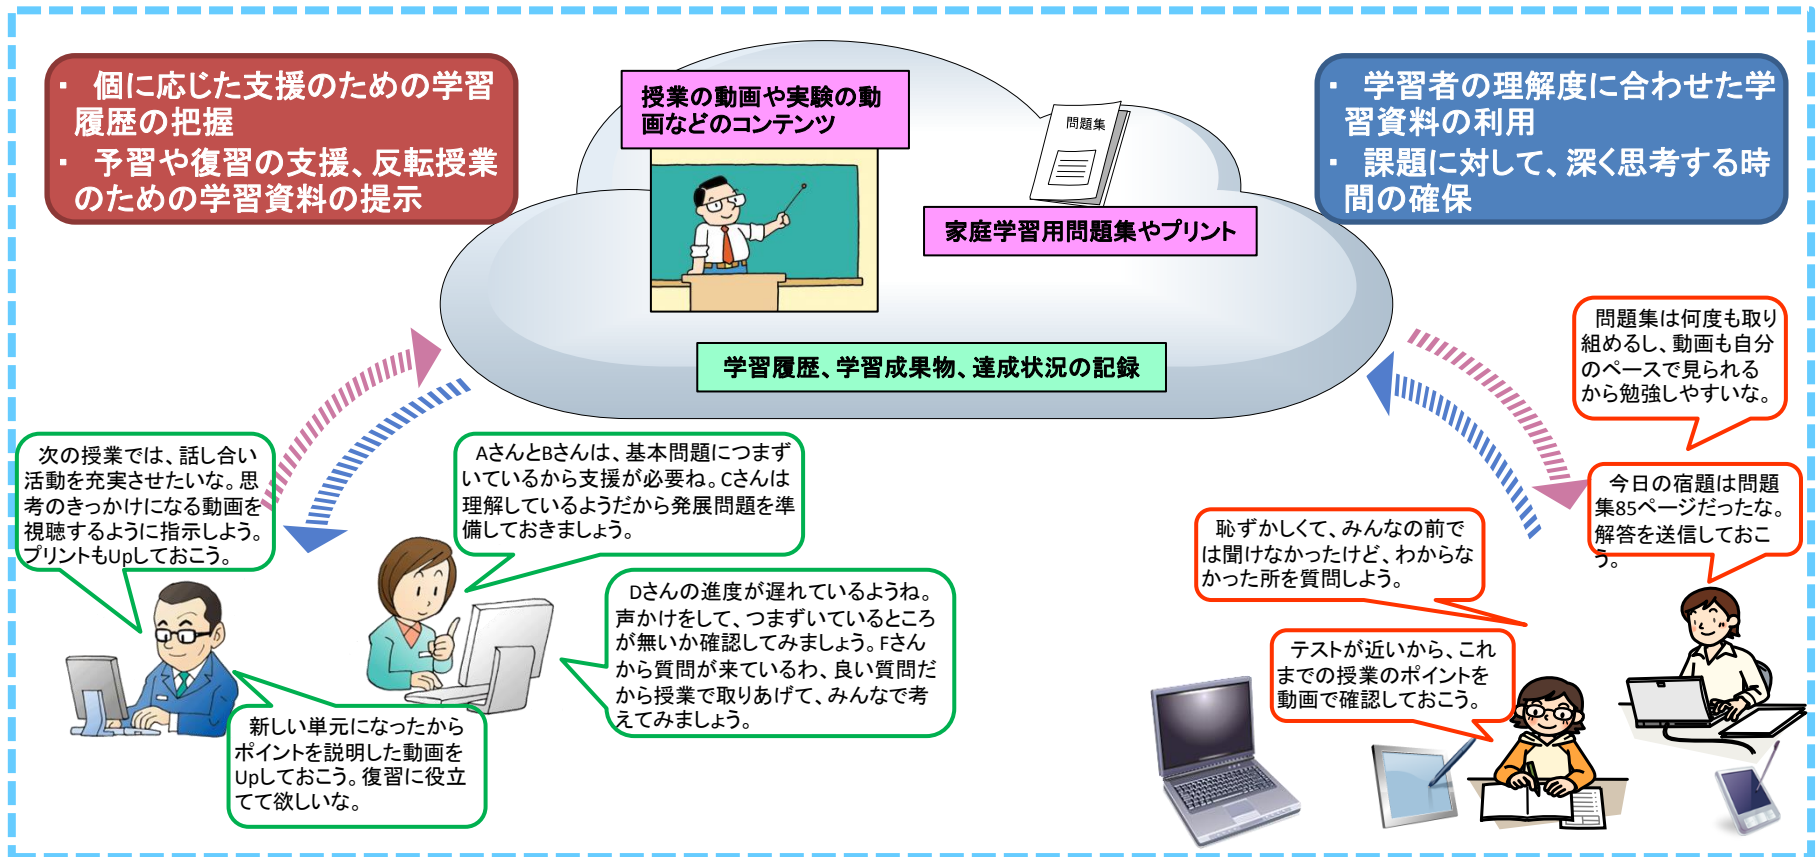 ・ 個に応じた支援のための学習
履歴の把握
・ 予習や復習の支援、反転授業
のための学習資料の提示
授業の動画や実験の動
画などのコンテンツ
問題集
家庭学習用問題集やプリント
・ 学習者の理解度に合わせた学
習資料の利用
・ 課題に対して、深く思考する時
間の確保
学習履歴、学習成果物、達成状況の記録
次の授業では、話し合い
活動を充実させたいな。思
考のきっかけになる動画を
視聴するように指示しよう。
プリントもUpしておこう。
AさんとBさんは、基本問題につまず
いているから支援が必要ね。Cさんは
理解しているようだから発展問題を準
備しておきましょう。
Dさんの進度が遅れているようね。
声かけをして、つまずいているところ
が無いか確認してみましょう。Fさん
から質問が来ているわ、良い質問だ
から授業で取りあげて、みんなで考
えてみましょう。
新しい単元になったから
ポイントを説明した動画を
Upしておこう。復習に役立
てて欲しいな。
問題集は何度も取り
組めるし、動画も自分
のペースで見られる
から勉強しやすいな。
今日の宿題は問題
集85ページだったな。
解答を送信しておこ
う。
恥ずかしくて、みんなの前で
は聞けなかったけど、わからな
かった所を質問しよう。
テストが近いから、これ
までの授業のポイントを
動画で確認しておこう。